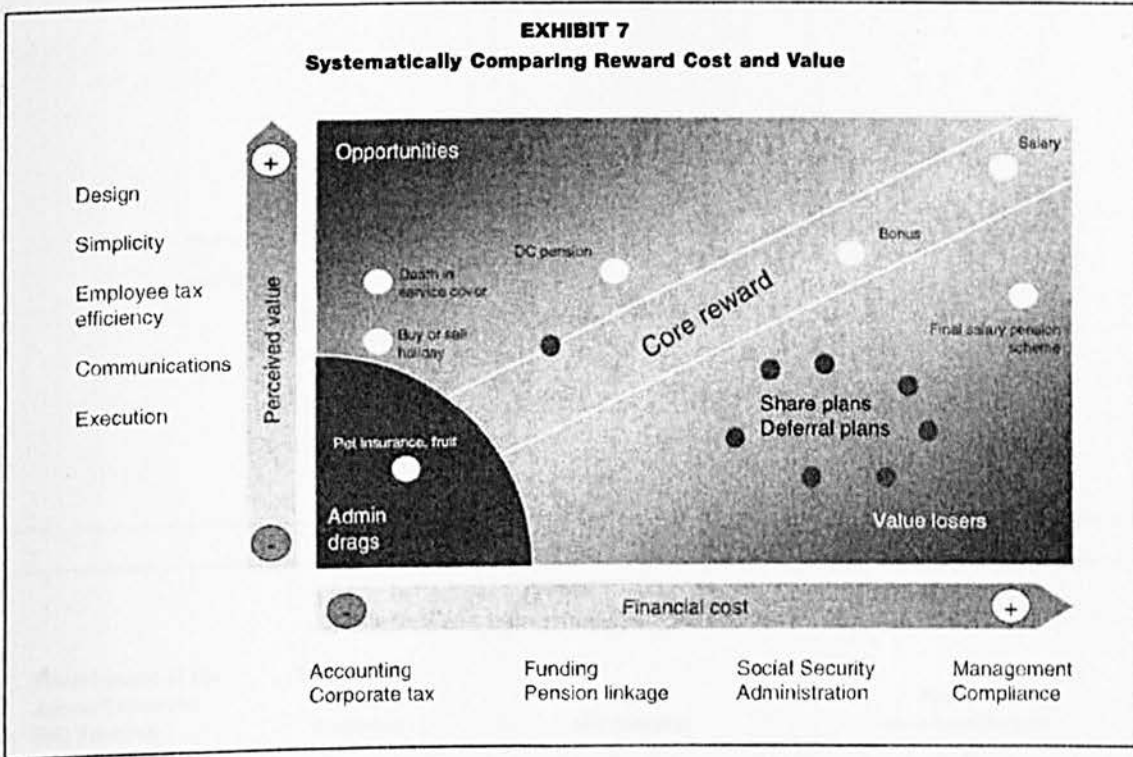 EXHIBIT 7
Systematically Comparing Reward Cost and Value
Design
Simplicity
Employee tax
efficiency
Communications
Execution
+
Perceived value
-
Opportunities
Salary
DC pension
Bonus
Death in
service cover
Core reward
Buy or sell
holiday
Final salary pension
scheme
Share plans
Deferral plans
Pet insurance, fruit
Admin
drags
Value losers
-
Financial cost
+
Accounting
Corporate tax
Funding
Pension linkage
Social Security
Administration
Management
Compliance